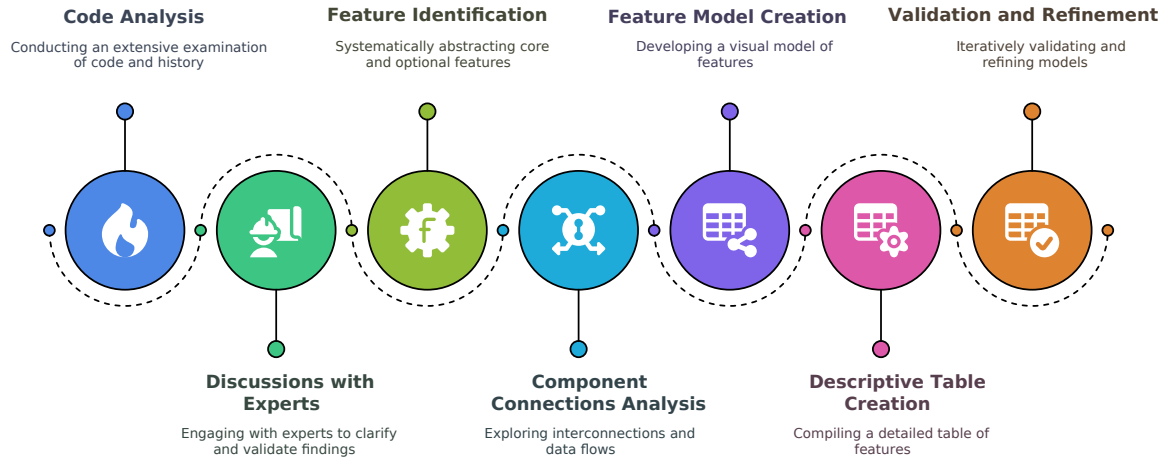 Code Analysis
Conducting an extensive examination
of code and history
Discussions with
Experts
Engaging with experts to clarify
and validate findings
Feature Identification
Systematically abstracting core
and optional features
f
Component
Connections Analysis
Exploring interconnections and
data flows
Feature Model Creation
Developing a visual model of
features
Descriptive Table
Creation
Compiling a detailed table of
features
Validation and Refinement
Iteratively validating and
refining models